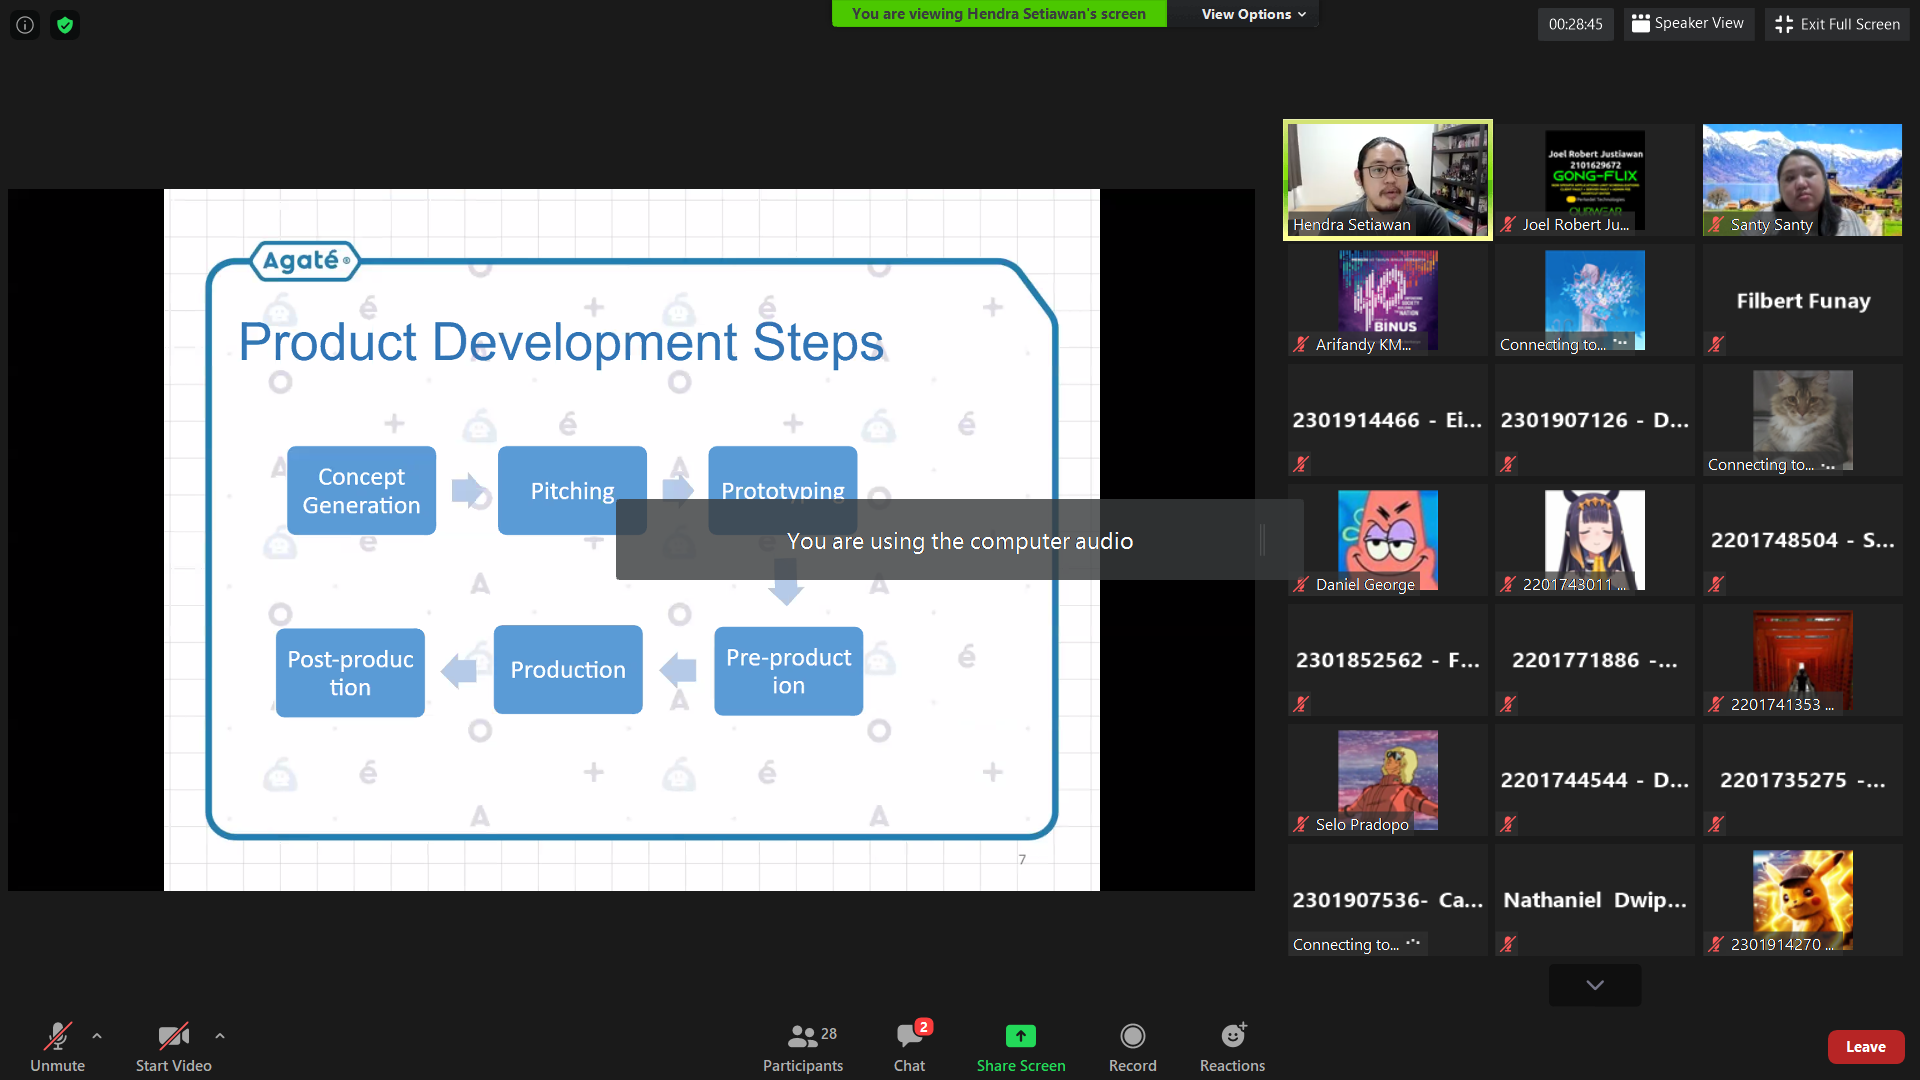 You are viewing Hendra Setiawan's screen
View Options
00:28:45
Speaker View
Exit Full Screen
Agaté
Product Development Steps
Concept
Generation
Pitching
Prototyping
You are using the computer audio
Post-produc
tion
Production
Pre-product
ion
7
Hendra Setiawan
Joel Robert Justiawan
2101629672
GONG-FLIX
OURWEAR
Joel Robert Ju...
Santy Santy
BINUS
Arifandy KM...
Connecting to...
Filbert Funay
2301914466 - Ei...
2301907126 - D...
Connecting to...
Daniel George
2201743011 ...
2201748504 - S...
2301852562 - F...
2201771886 -...
2201741353 ...
Selo Pradopo
2201744544 - D...
2201735275 -...
2301907536- Ca...
Connecting to...
Nathaniel Dwip...
2301914270 ...
Unmute
Start Video
28
Participants
2
Chat
Share Screen
Record
Reactions
Leave